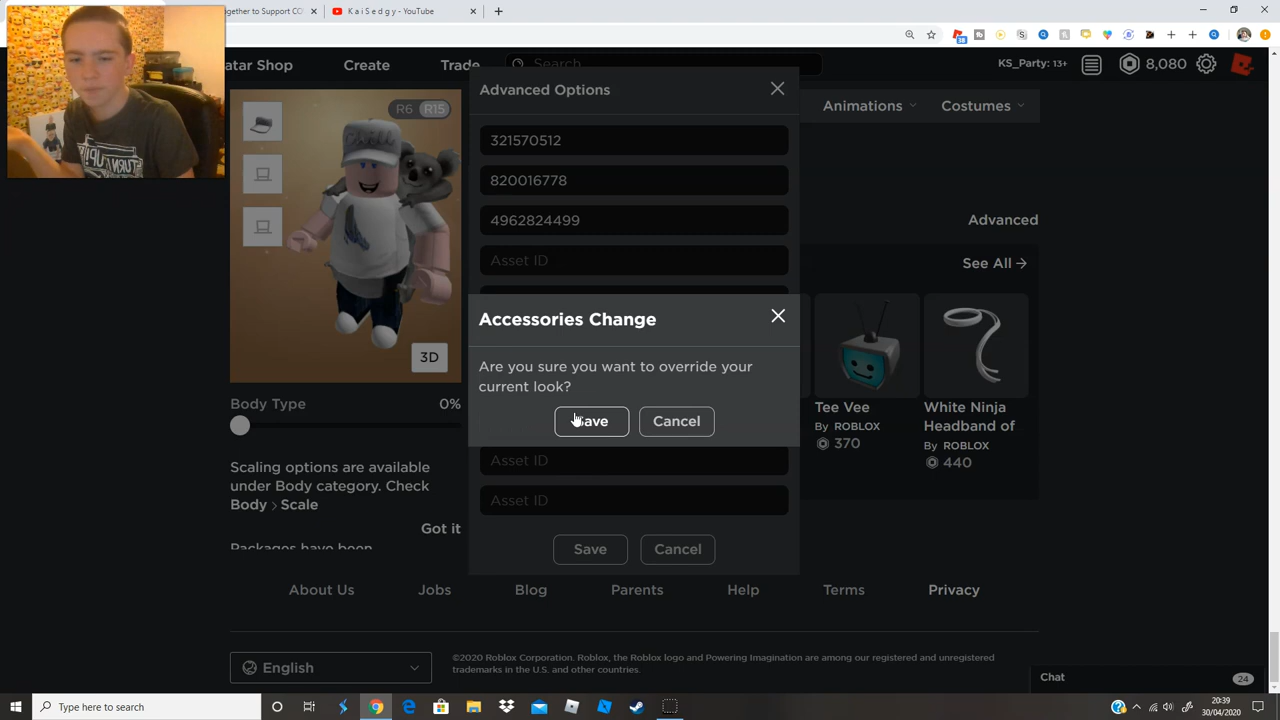 ogether to Support CO
K a i S e d g y - YouTube
38
atar Shop
Create
Trade
Search
KS_Party: 13+
8,080
R6
R15
Advanced Options
Animations
Costumes
321570512
820016778
4962824499
Asset ID
Advanced
See All
3D
Accessories Change
Are you sure you want to override your
current look?
Save
Cancel
Tee Vee
By ROBLOX
370
White Ninja
Headband of
By ROBLOX
440
Body Type
0%
Asset ID
Asset ID
Scaling options are available
under Body category. Check
Body > Scale
Got it
Packages have been
Save
Cancel
About Us
Jobs
Blog
Parents
Help
Terms
Privacy
English
©2020 Roblox Corporation. Roblox, the Roblox logo and Powering Imagination are among our registered and unregistered
trademarks in the U.S. and other countries.
Chat
24
Type here to search
20:39
30/04/2020